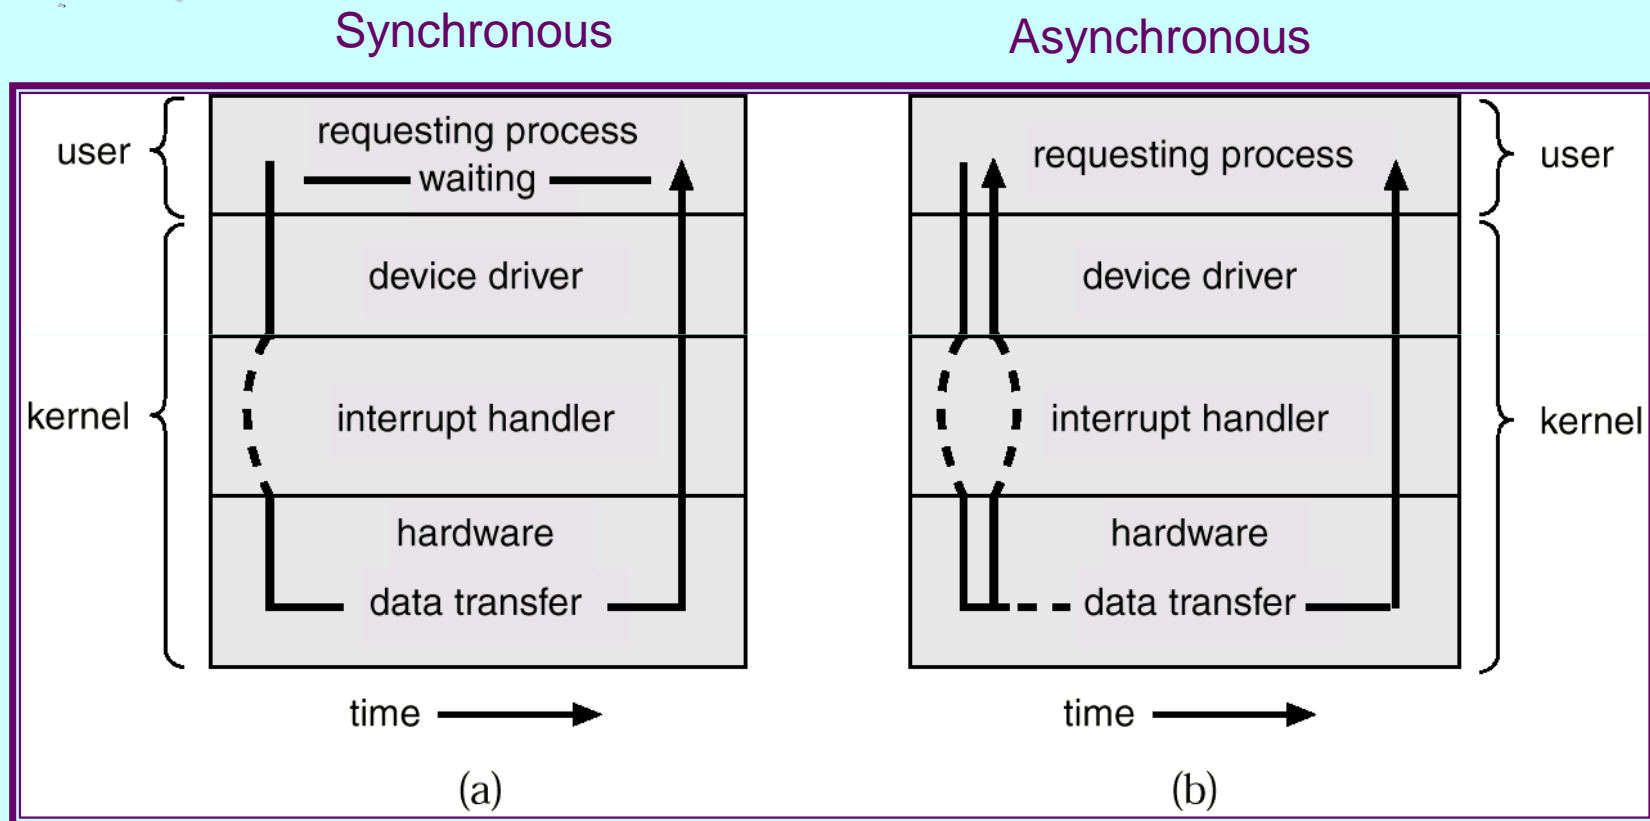 Synchronous
Asynchronous
user
requesting process
waiting
device driver
kernel
interrupt handler
hardware
data transfer
time
(a)
requesting process
user
device driver
interrupt handler
kernel
hardware
data transfer
time
(b)